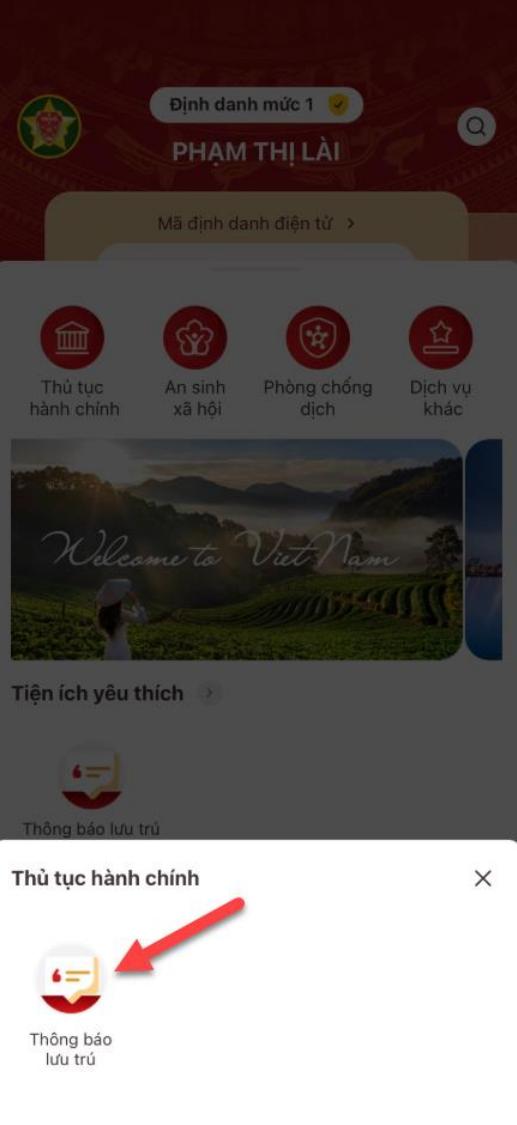 Định danh mức 1
PHẠM THỊ LÀI
Mã định danh điện tử >
Thủ tục
hành chính
An sinh
xã hội
Phòng chống
dịch
Dịch vụ
khác
Welcome to Viet Nam
Tiện ích yêu thích >
Thông báo lưu trú
Thủ tục hành chính
Thông báo
lưu trú